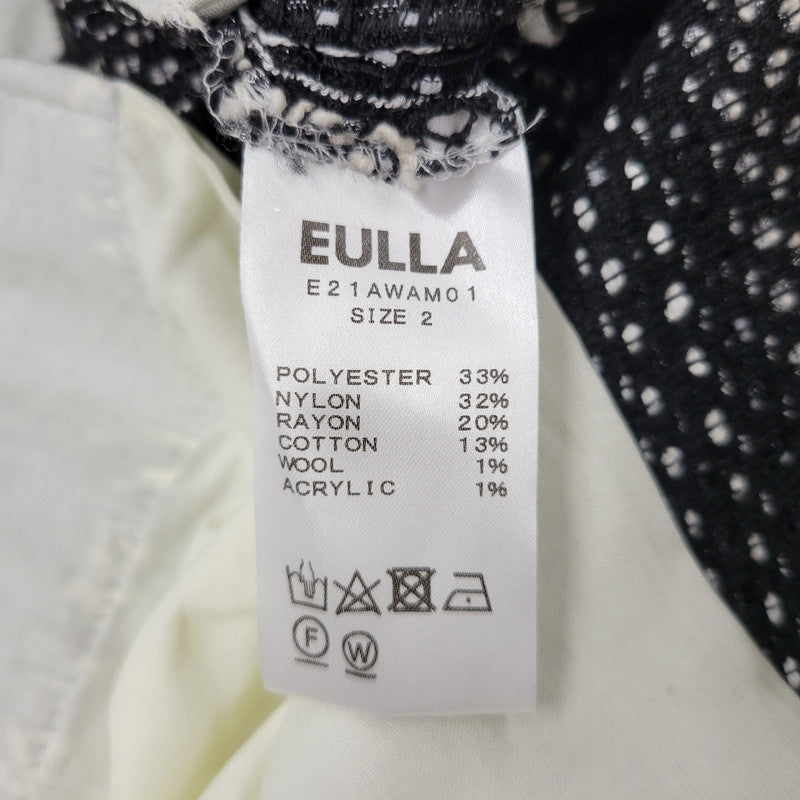 EULLA
E21AWAM01
SIZE 2
POLYESTER 33%
NYLON 32%
RAYON 20%
COTTON 13%
WOOL 1%
ACRYLIC 1%
F
W